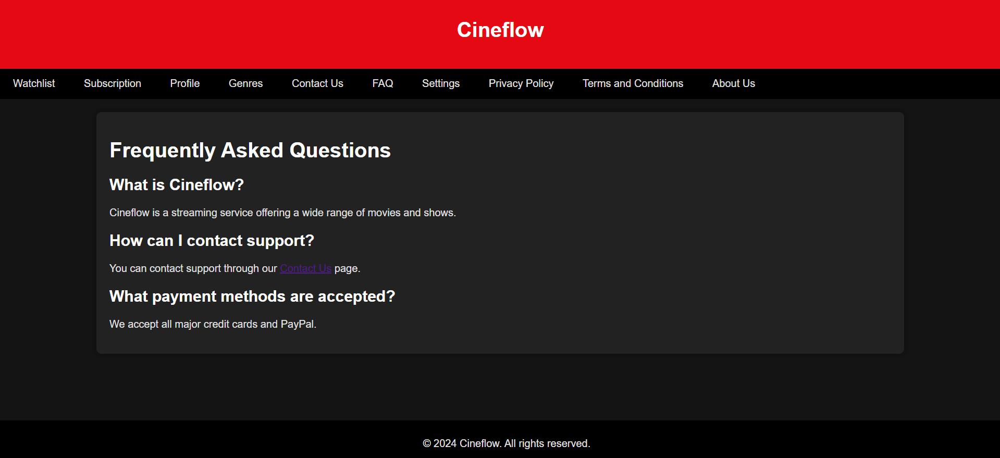 Cineflow
Watchlist Subscription Profile Genres Contact Us FAQ Settings Privacy Policy Terms and Conditions About Us
Frequently Asked Questions
What is Cineflow?
Cineflow is a streaming service offering a wide range of movies and shows.
How can I contact support?
You can contact support through our Contact Us page.
What payment methods are accepted?
We accept all major credit cards and PayPal.
© 2024 Cineflow. All rights reserved.